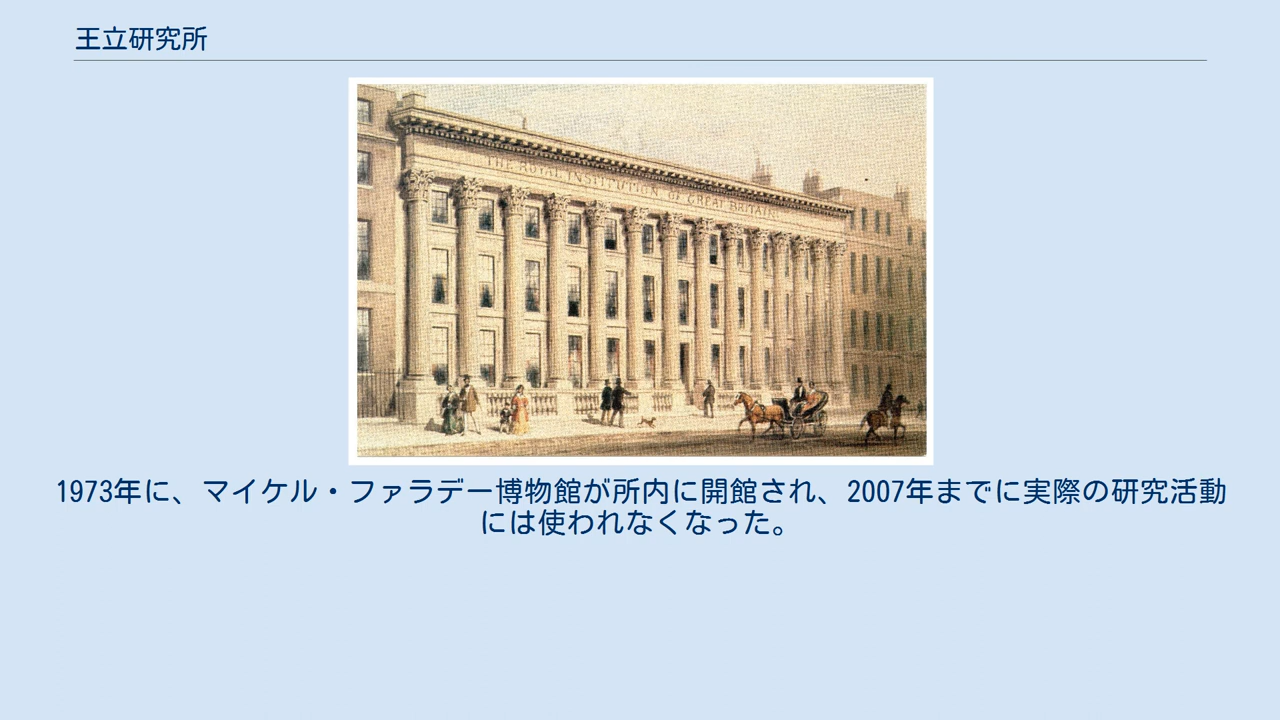 王立研究所
THE ROYAL INSTITUTION OF GREAT BRITAIN
1973年に、マイケル・ファラデー博物館が所内に開館され、2007年までに実際の研究活動
には使われなくなった。